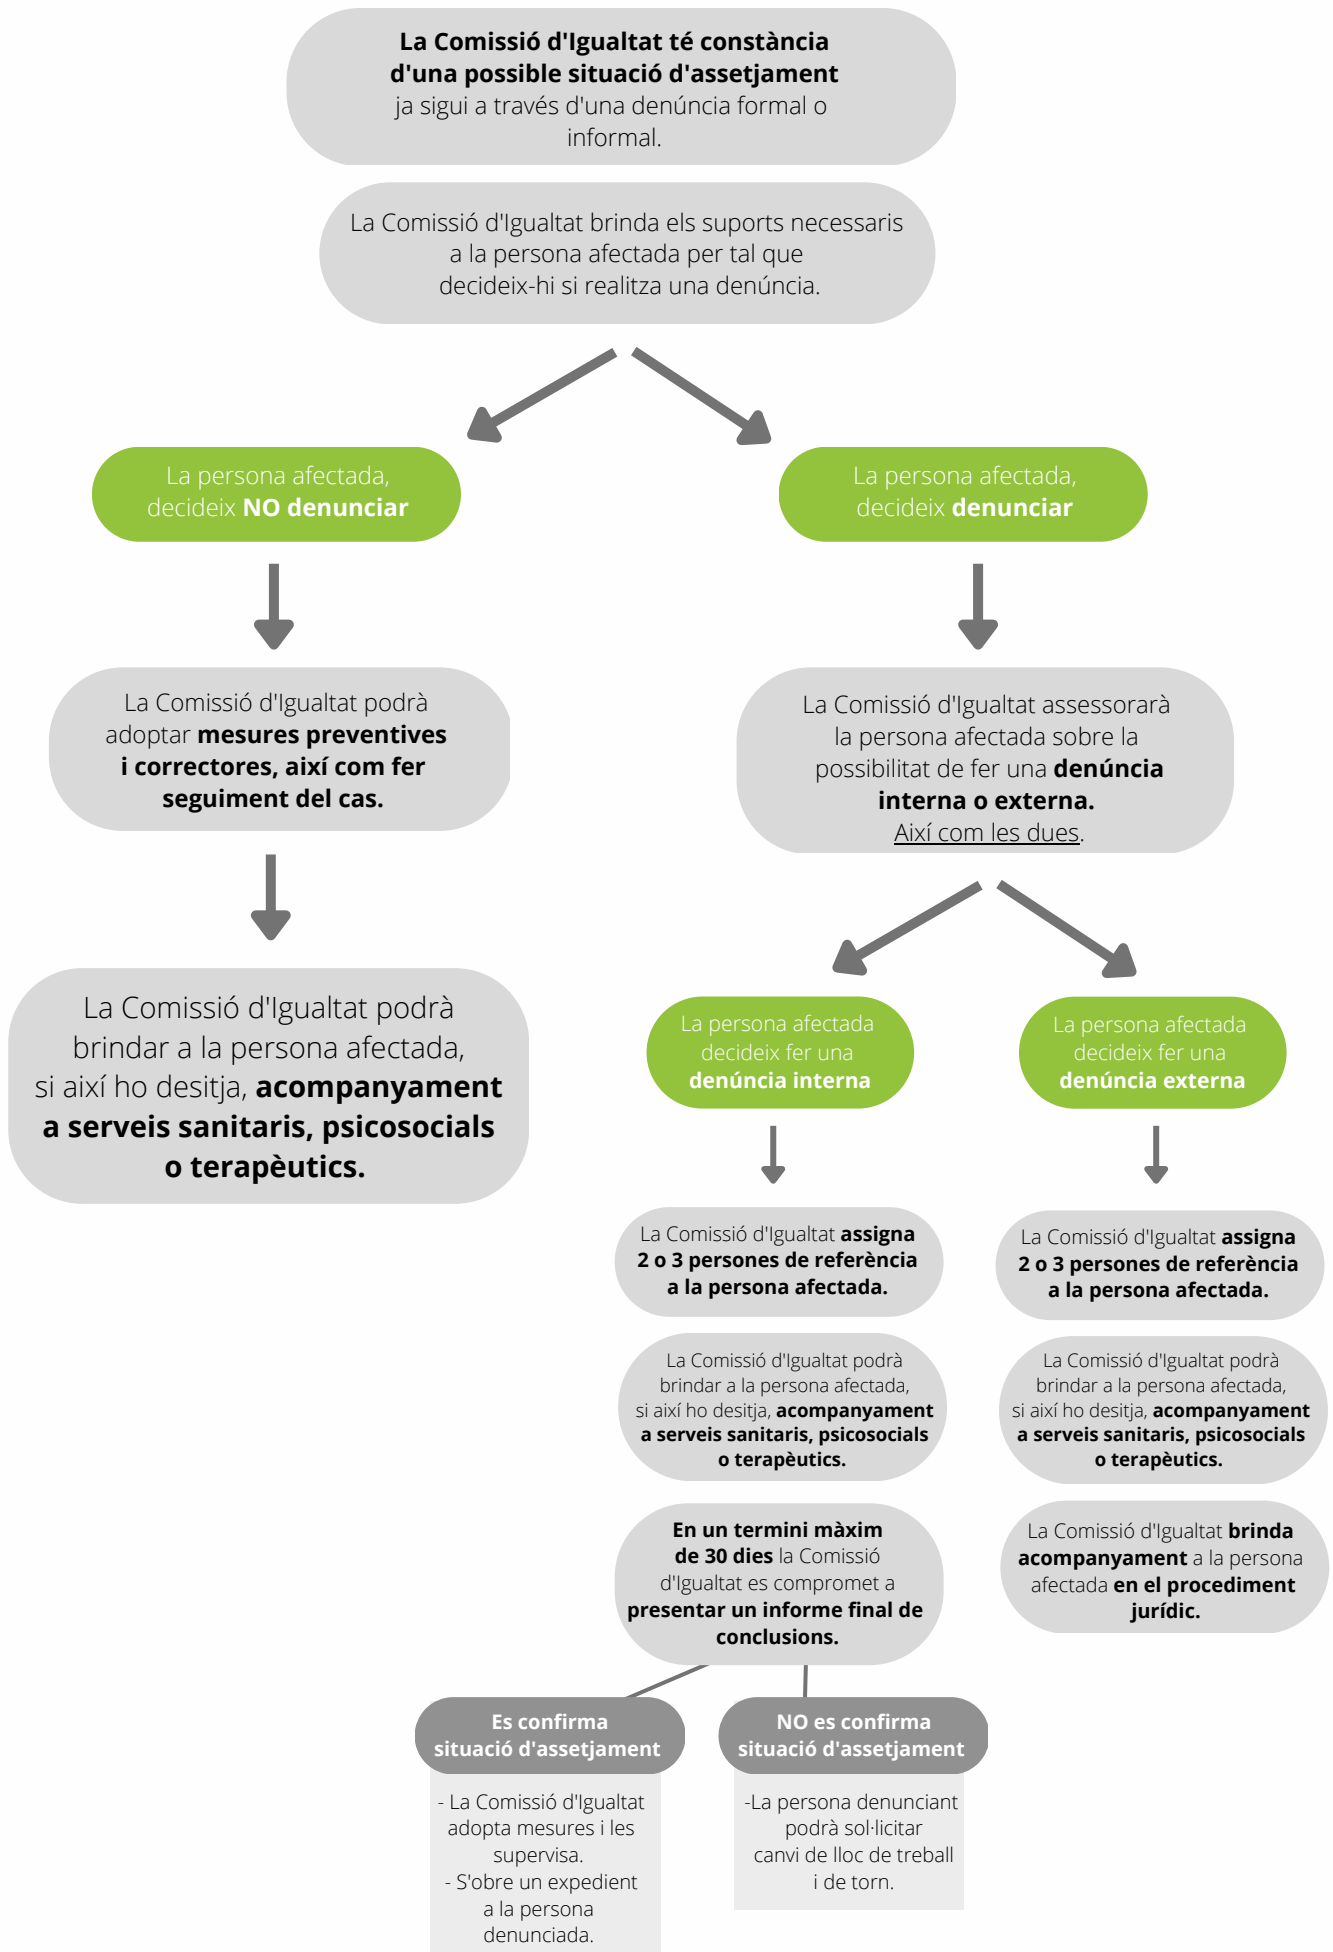 La Comissió d'Igualtat té constància
d'una possible situació d'assetjament
ja sigui a través d'una denúncia formal o
informal.
La Comissió d'Igualtat brinda els suports necessaris
a la persona afectada per tal que
decideix-hi si realitza una denúncia.
La persona afectada,
decideix NO denunciar
La persona afectada,
decideix denunciar
La Comissió d'Igualtat podrà
adoptar mesures preventives
i correctores, així com fer
seguiment del cas.
La Comissió d'Igualtat assessorarà
la persona afectada sobre la
possibilitat de fer una denúncia
interna o externa.
Així com les dues.
La Comissió d'Igualtat podrà
brindar a la persona afectada,
si així ho desitja, acompanyament
a serveis sanitaris, psicosocials
o terapèutics.
La persona afectada
decideix fer una
denúncia interna
La persona afectada
decideix fer una
denúncia externa
La Comissió d'Igualtat assigna
2 o 3 persones de referència
a la persona afectada.
La Comissió d'Igualtat assigna
2 o 3 persones de referència
a la persona afectada.
La Comissió d'Igualtat podrà
brindar a la persona afectada,
si així ho desitja, acompanyament
a serveis sanitaris, psicosocials
o terapèutics.
La Comissió d'Igualtat podrà
brindar a la persona afectada,
si així ho desitja, acompanyament
a serveis sanitaris, psicosocials
o terapèutics.
En un termini màxim
de 30 dies la Comissió
d'Igualtat es compromet a
presentar un informe final de
conclusions.
La Comissió d'Igualtat brinda
acompanyament a la persona
afectada en el procediment
jurídic.
Es confirma
situació d'assetjament
- La Comissió d'Igualtat
adopta mesures i les
supervisa.
- S'obre un expedient
a la persona
denunciada.
NO es confirma
situació d'assetjament
-La persona denunciant
podrà sol·licitar
canvi de lloc de treball
i de torn.